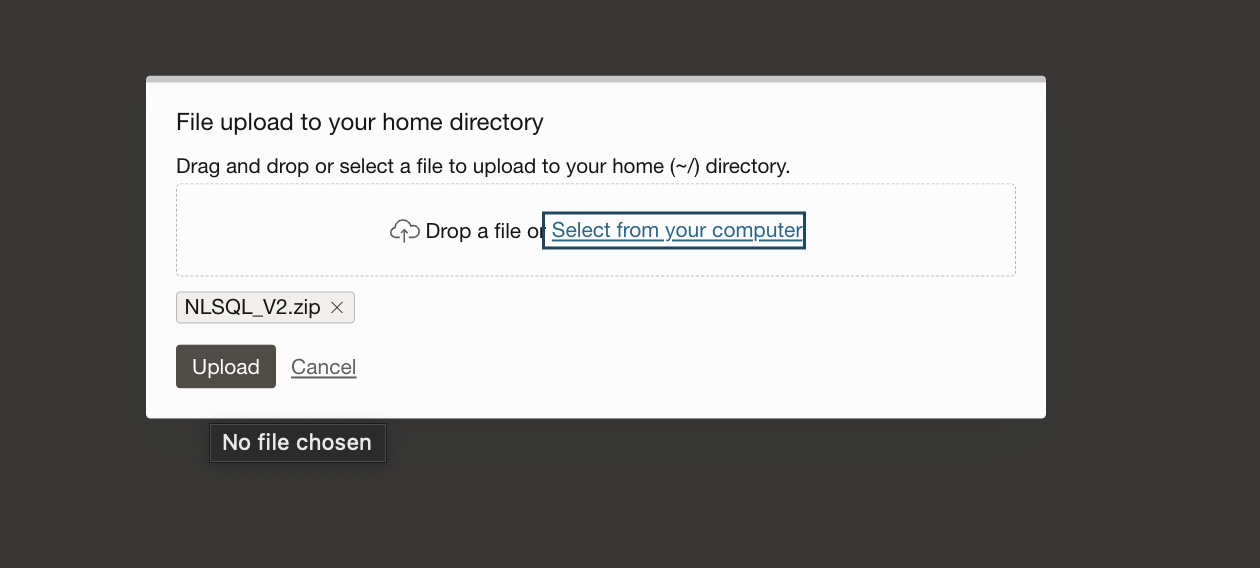 File upload to your home directory
Drag and drop or select a file to upload to your home (~/) directory.
Drop a file or Select from your computer
NLSQL_V2.zip ×
Upload Cancel
No file chosen